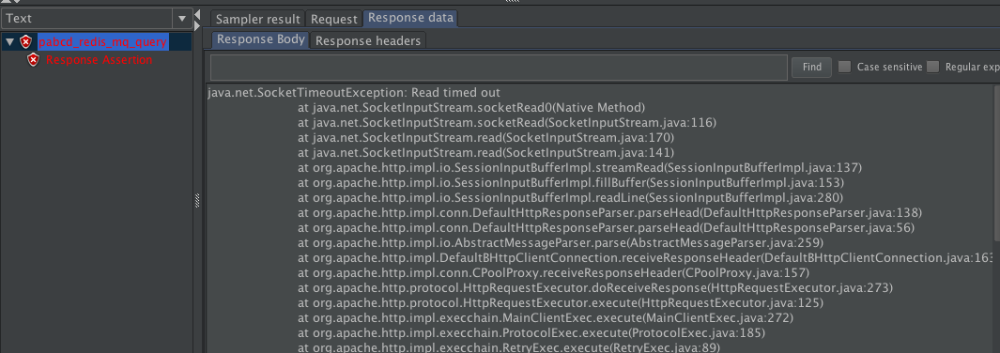 Text
Sampler result Request Response data
pabcd_redis_mq_query
Response Body Response headers
Response Assertion
Find Case sensitive Regular exp
java.net.SocketTimeoutException: Read timed out
at java.net.SocketInputStream.socketRead0(Native Method)
at java.net.SocketInputStream.socketRead(SocketInputStream.java:116)
at java.net.SocketInputStream.read(SocketInputStream.java:170)
at java.net.SocketInputStream.read(SocketInputStream.java:141)
at org.apache.http.impl.io.SessionInputBufferImpl.streamRead(SessionInputBufferImpl.java:137)
at org.apache.http.impl.io.SessionInputBufferImpl.fillBuffer(SessionInputBufferImpl.java:153)
at org.apache.http.impl.io.SessionInputBufferImpl.readLine(SessionInputBufferImpl.java:280)
at org.apache.http.impl.conn.DefaultHttpResponseParser.parseHead(DefaultHttpResponseParser.java:138)
at org.apache.http.impl.conn.DefaultHttpResponseParser.parseHead(DefaultHttpResponseParser.java:56)
at org.apache.http.impl.io.AbstractMessageParser.parse(AbstractMessageParser.java:259)
at org.apache.http.impl.DefaultBHttpClientConnection.receiveResponseHeader(DefaultBHttpClientConnection.java:163
at org.apache.http.impl.conn.CPoolProxy.receiveResponseHeader(CPoolProxy.java:157)
at org.apache.http.protocol.HttpRequestExecutor.doReceiveResponse(HttpRequestExecutor.java:273)
at org.apache.http.protocol.HttpRequestExecutor.execute(HttpRequestExecutor.java:125)
at org.apache.http.impl.execchain.MainClientExec.execute(MainClientExec.java:272)
at org.apache.http.impl.execchain.ProtocolExec.execute(ProtocolExec.java:185)
at org.apache.http.impl.execchain.RetryExec.execute(RetryExec.java:89)